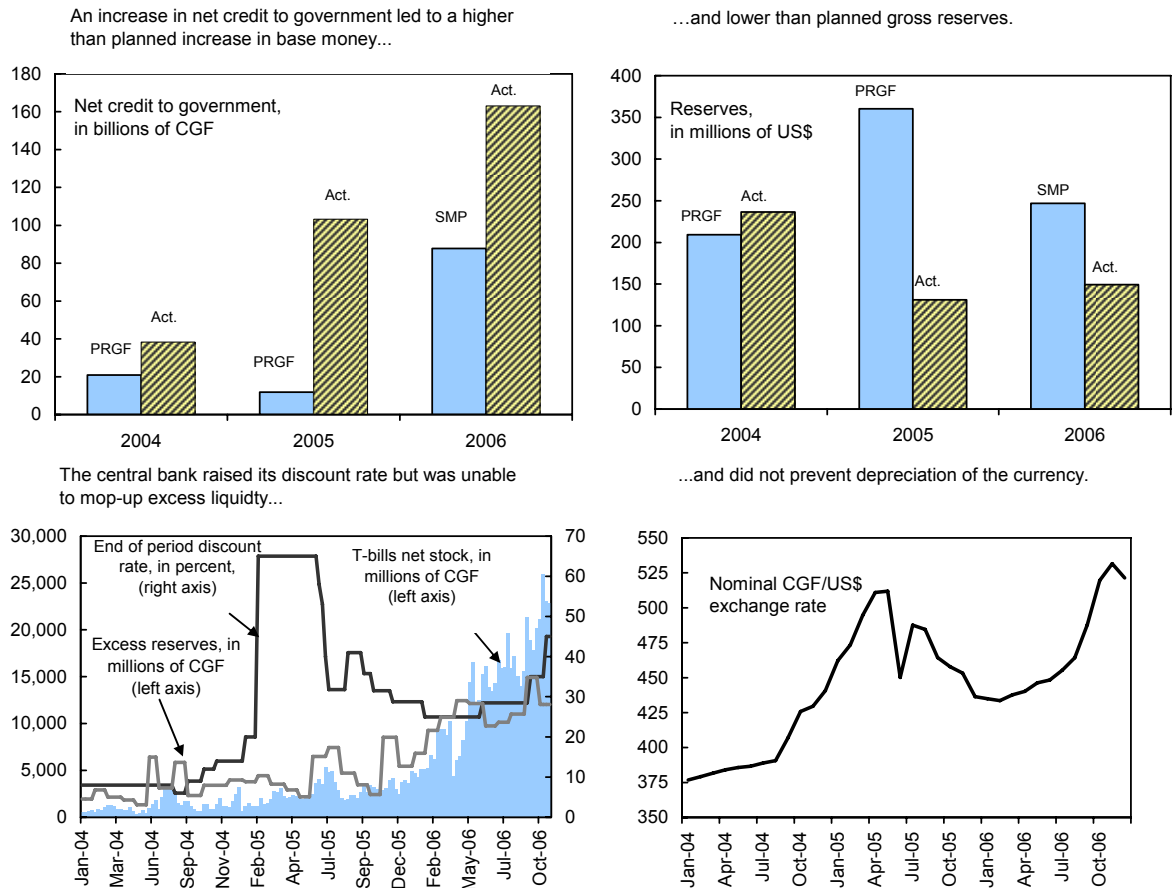 An increase in net credit to government led to a higher
than planned increase in base money...
180
160
140
120
100
80
60
40
20
0
Net credit to government,
in billions of CGF
PRGF
Act.
PRGF
Act.
SMP
Act.
2004
2005
2006
…and lower than planned gross reserves.
400
350
300
250
200
150
100
50
0
Reserves,
in millions of US$
PRGF
Act.
PRGF
Act.
SMP
Act.
2004
2005
2006
The central bank raised its discount rate but was unable
to mop-up excess liquidity...
30,000
25,000
20,000
15,000
10,000
5,000
0
70
60
50
40
30
20
10
0
End of period discount
rate, in percent,
(right axis)
T-bills net stock, in
millions of CGF
(left axis)
Excess reserves, in
millions of CGF
(left axis)
Jan-04
Mar-04
Jun-04
Sep-04
Nov-04
Feb-05
Apr-05
Jul-05
Sep-05
Dec-05
Feb-06
May-06
Jul-06
Oct-06
...and did not prevent depreciation of the currency.
550
525
500
475
450
425
400
375
350
Nominal CGF/US$
exchange rate
Jan-04
Apr-04
Jul-04
Oct-04
Jan-05
Apr-05
Jul-05
Oct-05
Jan-06
Apr-06
Jul-06
Oct-06